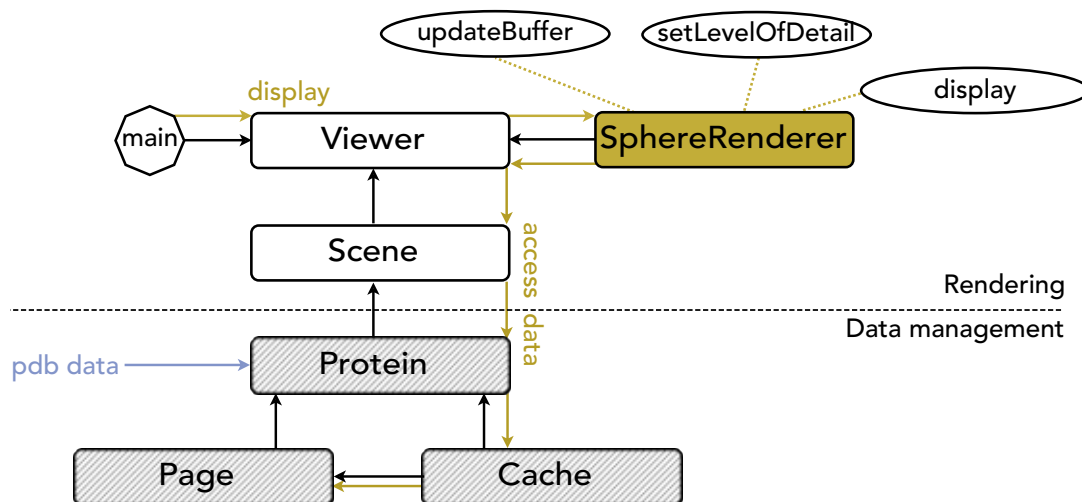 updateBuffer
setLevelOfDetail
display
display
main
Viewer
SphereRenderer
Scene
access data
Rendering
Data management
pdb data
Protein
Page
Cache